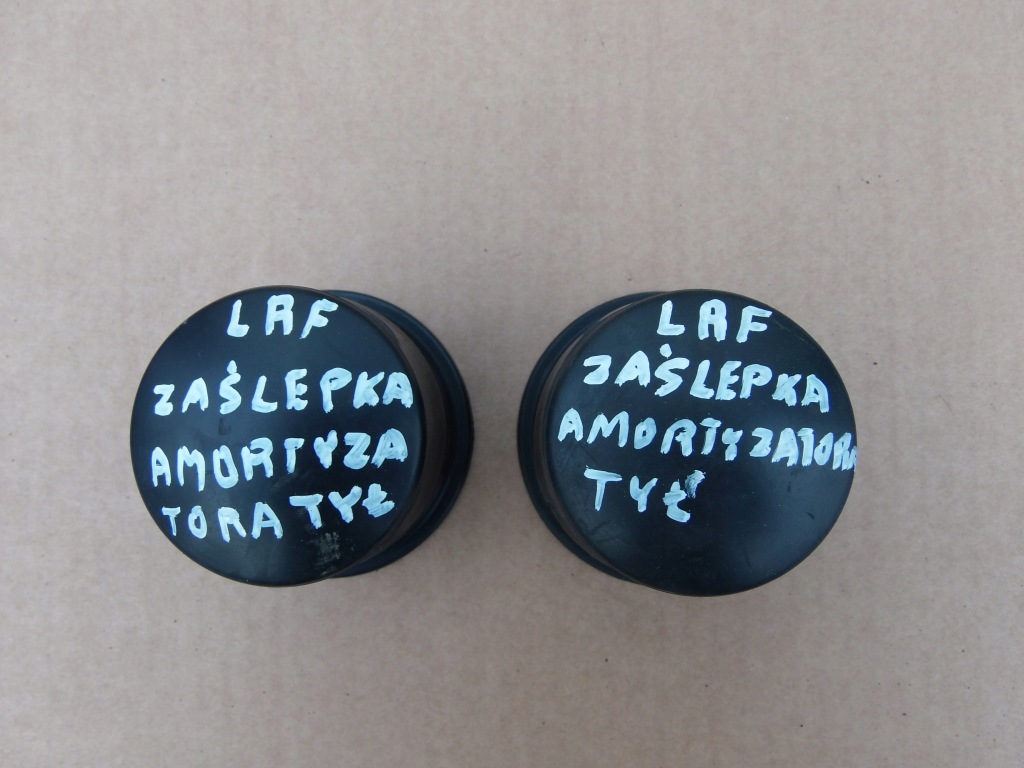 LRF
ZAŚLEPKA
AMORTYZA
TORA TYŁ
LRF
ZAŚLEPKA
AMORTYZATORA
TYŁ